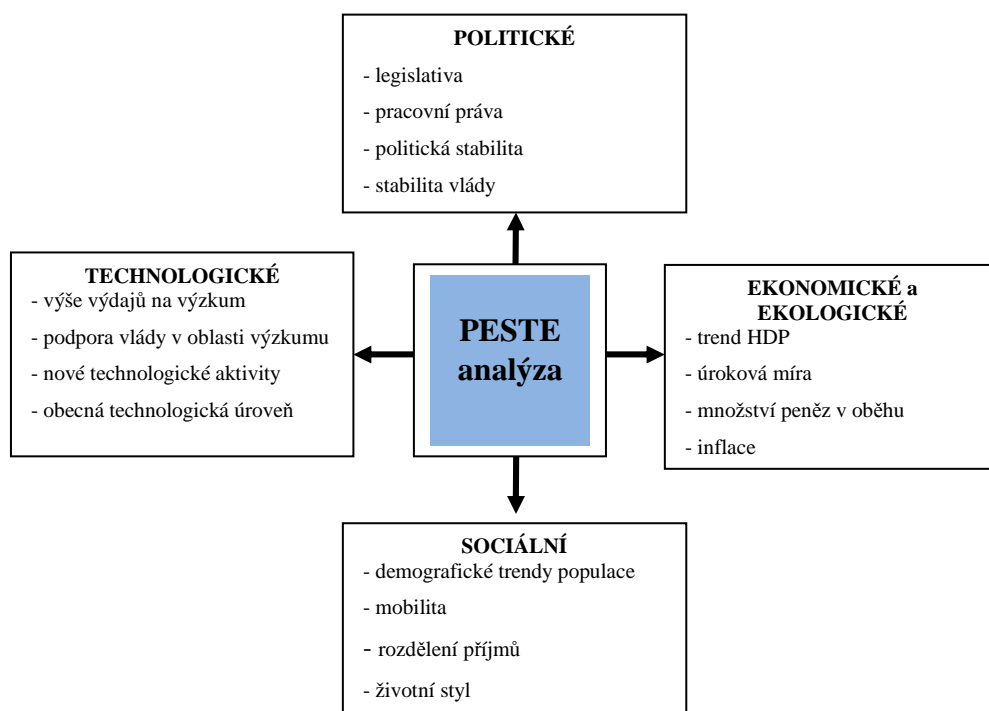 POLITICKÉ
- legislativa
- pracovní práva
- politická stabilita
- stabilita vlády
TECHNOLOGICKÉ
- výše výdajů na výzkum
- podpora vlády v oblasti výzkumu
- nové technologické aktivity
- obecná technologická úroveň
PESTE
analýza
EKONOMICKÉ a
EKOLOGICKÉ
- trend HDP
- úroková míra
- množství peněz v oběhu
- inflace
SOCIÁLNÍ
- demografické trendy populace
- mobilita
- rozdělení příjmů
- životní styl